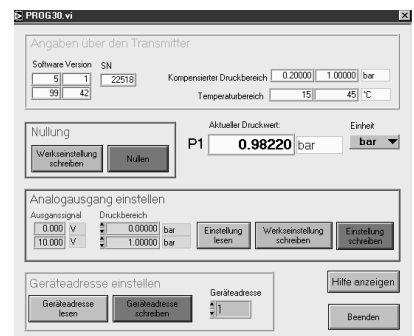 PROG30.vi
Angaben über den Transmitter
Software Version SN
5 1 22518
99 42
Kompensierter Druckbereich 0.20000 1.00000 bar
Temperaturbereich 15 45 °C
Nullung
Werkseinstellung schreiben
Nullen
Aktueller Druckwert:
P1 0.98220 bar
Einheit
bar
Analogausgang einstellen
Ausganssignal Druckbereich
0.000 V 0.00000 bar
10.000 V 1.00000 bar
Einstellung lesen
Werkseinstellung schreiben
Einstellung schreiben
Geräteadresse einstellen
Geräteadresse lesen
Geräteadresse schreiben
Geräteadresse
1
Hilfe anzeigen
Beenden